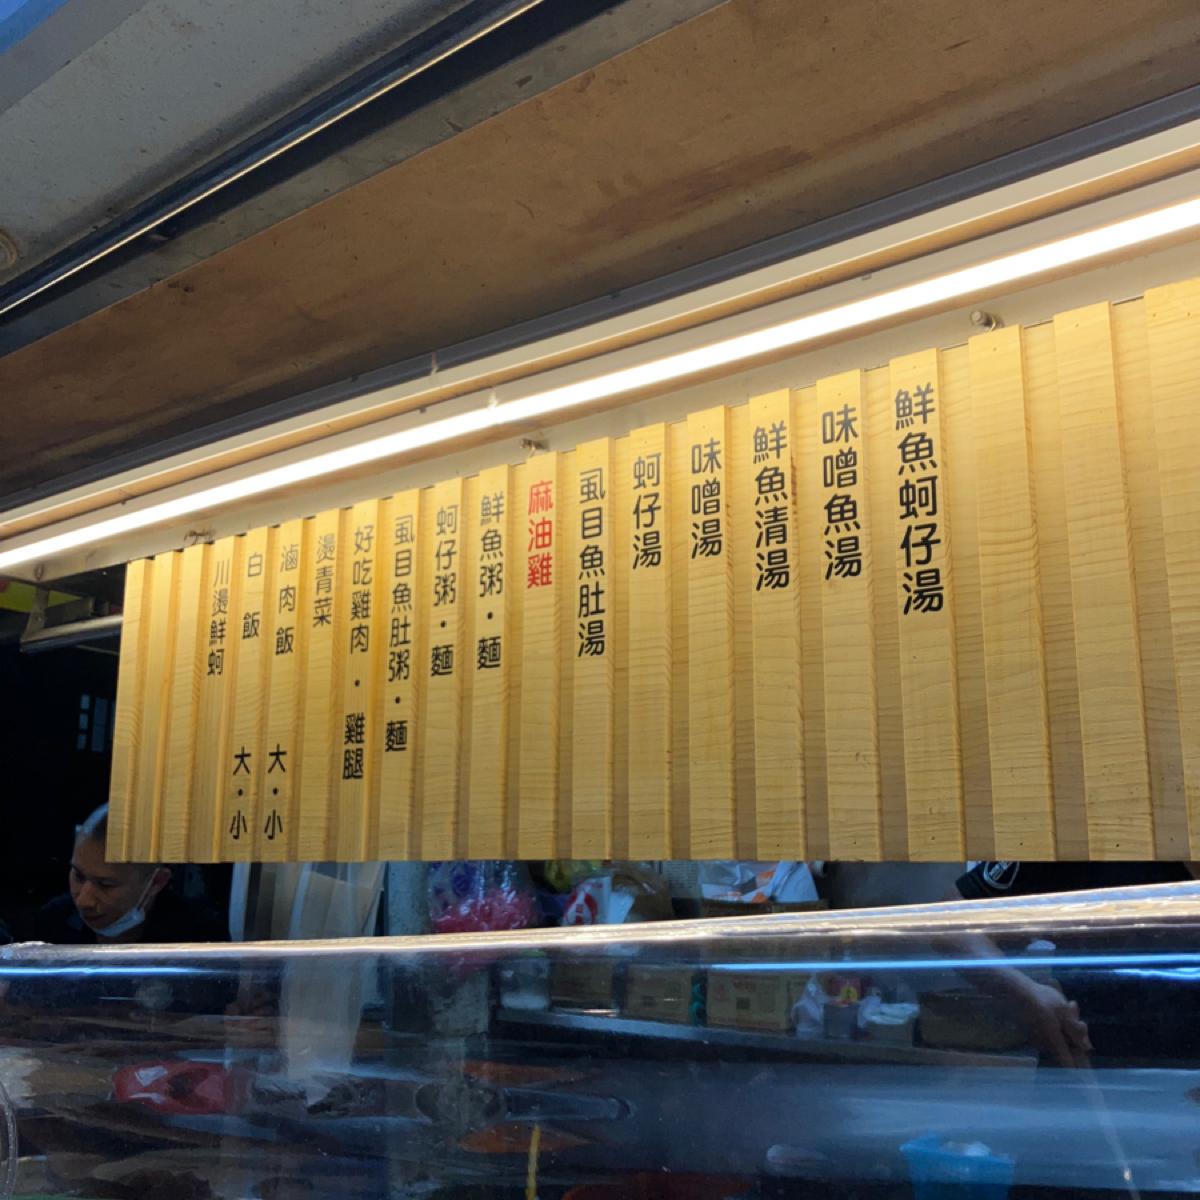 鮮魚蚵仔湯
味噌魚湯
鮮魚清湯
味噌湯
蚵仔湯
虱目魚肚湯
麻油雞
鮮魚粥・麵
蚵仔粥・麵
虱目魚肚粥・麵
好吃雞肉・雞腿
燙青菜
滷肉飯 大・小
白飯 大・小
川燙鮮蚵